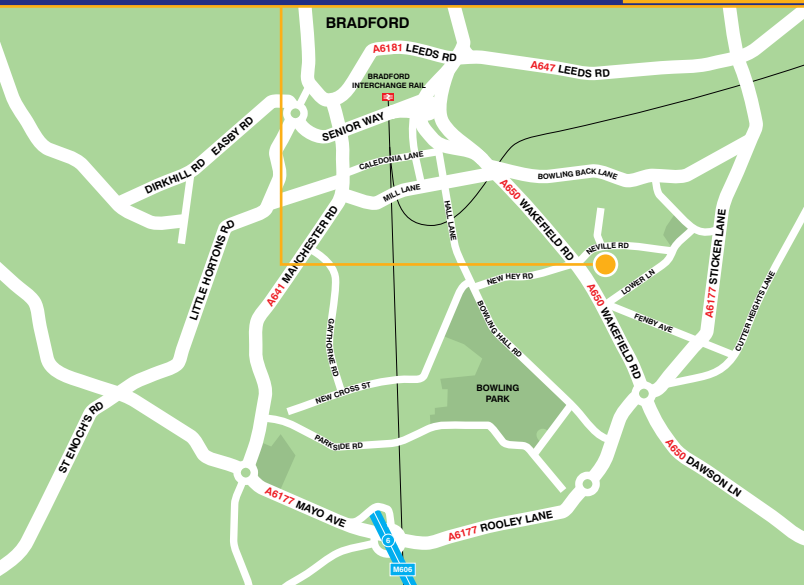 BRADFORD
A6181 LEEDS RD
A647 LEEDS RD
BRADFORD
INTERCHANGE RAIL
SENIOR WAY
EASBY RD
DIRKHILL RD
CALEDONIA LANE
MILL LANE
BOWLING BACK LANE
A650 WAKEFIELD RD
HALL LANE
LITTLE HORTONS RD
A641 MANCHESTER RD
NEVILLE RD
NEW HEY RD
LOWER LN
A6177 STICKER LANE
CUTTER HEIGHTS LANE
A650 WAKEFIELD RD
FENBY AVE
BOWLING HALL RD
GAYTHORNE RD
NEW CROSS ST
BOWLING
PARK
ST ENOCH'S RD
PARKSIDE RD
A650 DAWSON LN
A6177 MAYO AVE
A6177 ROOLEY LANE
6
M606